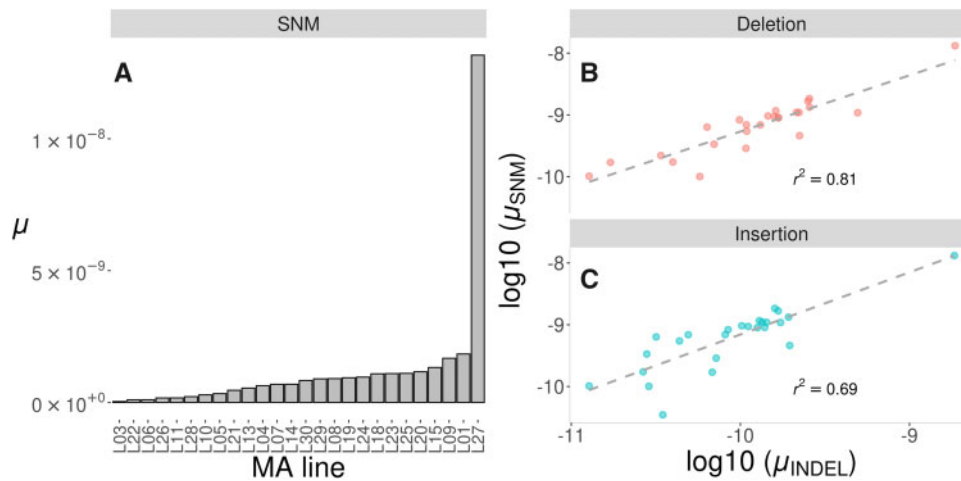 SNM
A
μ
1 × 10⁻⁸
5 × 10⁻⁹
0 × 10⁺⁰
L03-
L22-
L06-
L26-
L11-
L28-
L10-
L05-
L21-
L13-
L04-
L07-
L14-
L30-
L29-
L08-
L19-
L24-
L18-
L23-
L25-
L20-
L15-
L09-
L01-
L27-
MA line
Deletion
B
-8
-9
-10
r² = 0.81
log10 (μSNM)
Insertion
C
-8
-9
-10
r² = 0.69
-11 -10 -9
log10 (μINDEL)